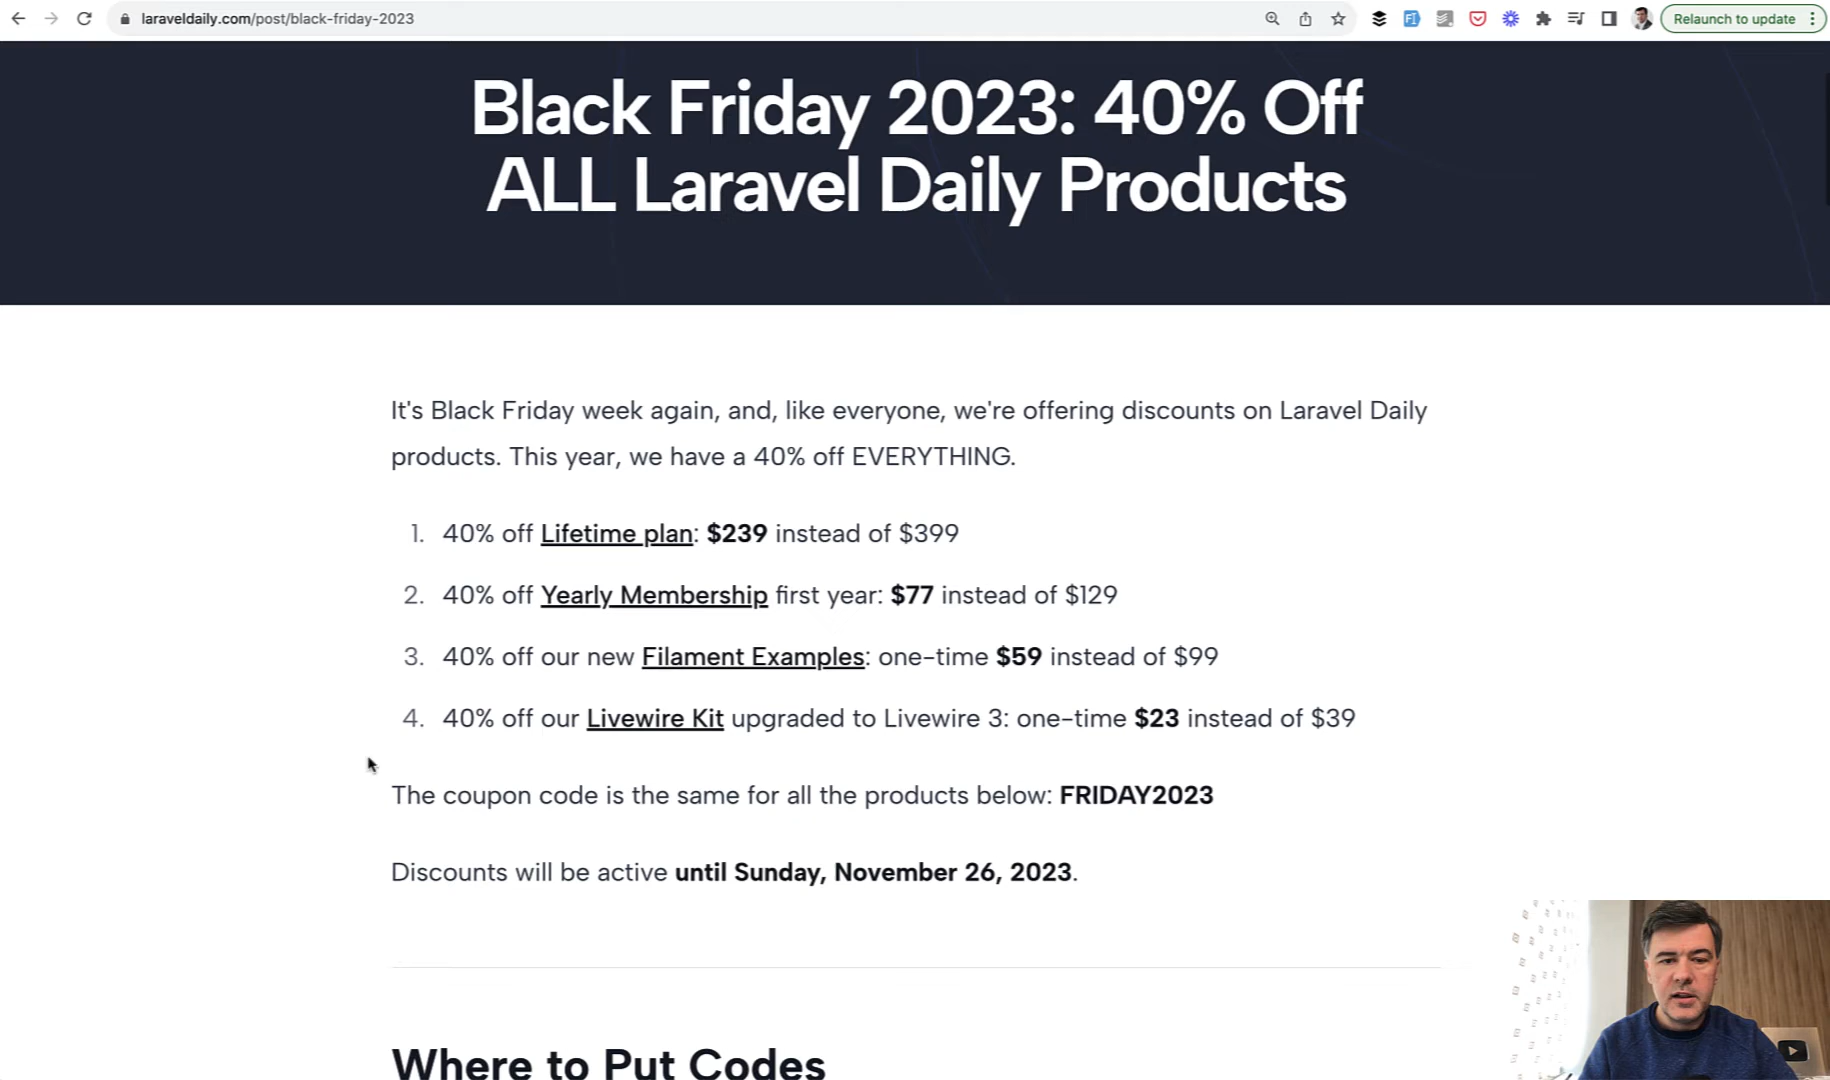 laraveldaily.com/post/black-friday-2023
Relaunch to update
Black Friday 2023: 40% Off
ALL Laravel Daily Products
It's Black Friday week again, and, like everyone, we're offering discounts on Laravel Daily
products. This year, we have a 40% off EVERYTHING.
1. 40% off Lifetime plan: $239 instead of $399
2. 40% off Yearly Membership first year: $77 instead of $129
3. 40% off our new Filament Examples: one-time $59 instead of $99
4. 40% off our Livewire Kit upgraded to Livewire 3: one-time $23 instead of $39
The coupon code is the same for all the products below: FRIDAY2023
Discounts will be active until Sunday, November 26, 2023.
Where to Put Codes